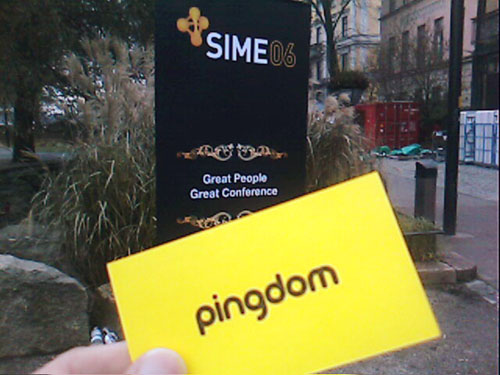 SIME06
Great People
Great Conference
pingdom